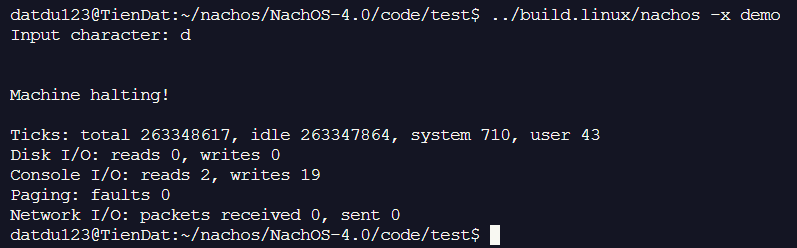 datdu123@TienDat:~/nachos/NachOS-4.0/code/test$ ../build.linux/nachos -x demo
Input character: d
Machine halting!
Ticks: total 263348617, idle 263347864, system 710, user 43
Disk I/O: reads 0, writes 0
Console I/O: reads 2, writes 19
Paging: faults 0
Network I/O: packets received 0, sent 0
datdu123@TienDat:~/nachos/NachOS-4.0/code/test$